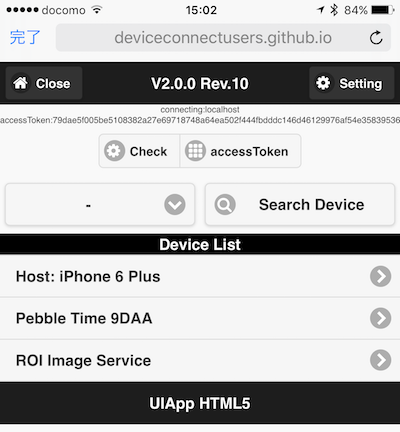 docomo 15:02 84%
完了 deviceconnectusers.github.io
Close V2.0.0 Rev.10 Setting
connecting:localhost
accessToken:79dae5f005be5108382a27e69718748a64ea502f444fbdddc146d46129976af54e35839536
Check accessToken
- Search Device
Device List
Host: iPhone 6 Plus
Pebble Time 9DAA
ROI Image Service
UIApp HTML5